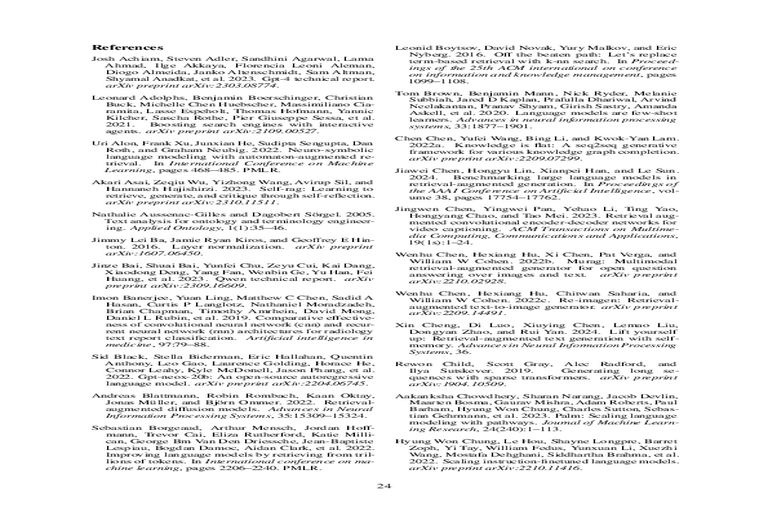 References
Josh Achiam, Steven Adler, Sandhini Agarwal, Lama
Ahmad, Ilge Akkaya, Florencia Leoni Aleman,
Diogo Almeida, Janko Altenschmidt, Sam Altman,
Shyamal Anadkat, et al. 2023. Gpt-4 technical report.
arXiv preprint arXiv:2303.08774.
Leonard Adolphs, Benjamin Boerschinger, Christian
Buck, Michelle Chen Huebscher, Massimiliano Cia-
ramita, Lasse Espeholt, Thomas Hofmann, Yannic
Kilcher, Sascha Rothe, Pier Giuseppe Sessa, et al.
2021. Boosting search engines with interactive
agents. arXiv preprint arXiv:2109.00527.
Uri Alon, Frank Xu, Junxian He, Sudipta Sengupta, Dan
Roth, and Graham Neubig. 2022. Neuro-symbolic
language modeling with automaton-augmented re-
trieval. In International Conference on Machine
Learning, pages 468–485. PMLR.
Akari Asai, Zeqiu Wu, Yizhong Wang, Avirup Sil, and
Hannaneh Hajishirzi. 2023. Self-rag: Learning to
retrieve, generate, and critique through self-reflection.
arXiv preprint arXiv:2310.11511.
Nathalie Aussenac-Gilles and Dagobert Sörgel. 2005.
Text analysis for ontology and terminology engineer-
ing. Applied Ontology, 1(1):35–46.
Jimmy Lei Ba, Jamie Ryan Kiros, and Geoffrey E Hin-
ton. 2016. Layer normalization. arXiv preprint
arXiv:1607.06450.
Jinze Bai, Shuai Bai, Yunfei Chu, Zeyu Cui, Kai Dang,
Xiaodong Deng, Yang Fan, Wenbin Ge, Yu Han, Fei
Huang, et al. 2023. Qwen technical report. arXiv
preprint arXiv:2309.16609.
Imon Banerjee, Yuan Ling, Matthew C Chen, Sadid A
Hasan, Curtis P Langlotz, Nathaniel Moradzadeh,
Brian Chapman, Timothy Amrhein, David Mong,
Daniel L Rubin, et al. 2019. Comparative effective-
ness of convolutional neural network (cnn) and recur-
rent neural network (rnn) architectures for radiology
text report classification. Artificial intelligence in
medicine, 97:79–88.
Sid Black, Stella Biderman, Eric Hallahan, Quentin
Anthony, Leo Gao, Laurence Golding, Horace He,
Connor Leahy, Kyle McDonell, Jason Phang, et al.
2022. Gpt-neox-20b: An open-source autoregressive
language model. arXiv preprint arXiv:2204.06745.
Andreas Blattmann, Robin Rombach, Kaan Oktay,
Jonas Müller, and Björn Ommer. 2022. Retrieval-
augmented diffusion models. Advances in Neural
Information Processing Systems, 35:15309–15324.
Sebastian Borgeaud, Arthur Mensch, Jordan Hoff-
mann, Trevor Cai, Eliza Rutherford, Katie Milli-
can, George Bm Van Den Driessche, Jean-Baptiste
Lespiau, Bogdan Damoc, Aidan Clark, et al. 2022.
Improving language models by retrieving from tril-
lions of tokens. In International conference on ma-
chine learning, pages 2206–2240. PMLR.
Leonid Boytsov, David Novak, Yury Malkov, and Eric
Nyberg. 2016. Off the beaten path: Let's replace
term-based retrieval with k-nn search. In Proceed-
ings of the 25th ACM international on conference
on information and knowledge management, pages
1099–1108.
Tom Brown, Benjamin Mann, Nick Ryder, Melanie
Subbiah, Jared D Kaplan, Prafulla Dhariwal, Arvind
Neelakantan, Pranav Shyam, Girish Sastry, Amanda
Askell, et al. 2020. Language models are few-shot
learners. Advances in neural information processing
systems, 33:1877–1901.
Chen Chen, Yufei Wang, Bing Li, and Kwok-Yan Lam.
2022a. Knowledge is flat: A seq2seq generative
framework for various knowledge graph completion.
arXiv preprint arXiv:2209.07299.
Jiawei Chen, Hongyu Lin, Xianpei Han, and Le Sun.
2024. Benchmarking large language models in
retrieval-augmented generation. In Proceedings of
the AAAI Conference on Artificial Intelligence, vol-
ume 38, pages 17754–17762.
Jingwen Chen, Yingwei Pan, Yehao Li, Ting Yao,
Hongyang Chao, and Tao Mei. 2023. Retrieval aug-
mented convolutional encoder-decoder networks for
video captioning. ACM Transactions on Multime-
dia Computing, Communications and Applications,
19(1s):1–24.
Wenhu Chen, Hexiang Hu, Xi Chen, Pat Verga, and
William W Cohen. 2022b. Murag: Multimodal
retrieval-augmented generator for open question
answering over images and text. arXiv preprint
arXiv:2210.02928.
Wenhu Chen, Hexiang Hu, Chitwan Saharia, and
William W Cohen. 2022c. Re-imagen: Retrieval-
augmented text-to-image generator. arXiv preprint
arXiv:2209.14491.
Xin Cheng, Di Luo, Xiuying Chen, Lemao Liu,
Dongyan Zhao, and Rui Yan. 2024. Lift yourself
up: Retrieval-augmented text generation with self-
memory. Advances in Neural Information Processing
Systems, 36.
Rewon Child, Scott Gray, Alec Radford, and
Ilya Sutskever. 2019. Generating long se-
quences with sparse transformers. arXiv preprint
arXiv:1904.10509.
Aakanksha Chowdhery, Sharan Narang, Jacob Devlin,
Maarten Bosma, Gaurav Mishra, Adam Roberts, Paul
Barham, Hyung Won Chung, Charles Sutton, Sebas-
tian Gehrmann, et al. 2023. Palm: Scaling language
modeling with pathways. Journal of Machine Learn-
ing Research, 24(240):1–113.
Hyung Won Chung, Le Hou, Shayne Longpre, Barret
Zoph, Yi Tay, William Fedus, Yunxuan Li, Xuezhi
Wang, Mostafa Dehghani, Siddhartha Brahma, et al.
2022. Scaling instruction-finetuned language models.
arXiv preprint arXiv:2210.11416.
24